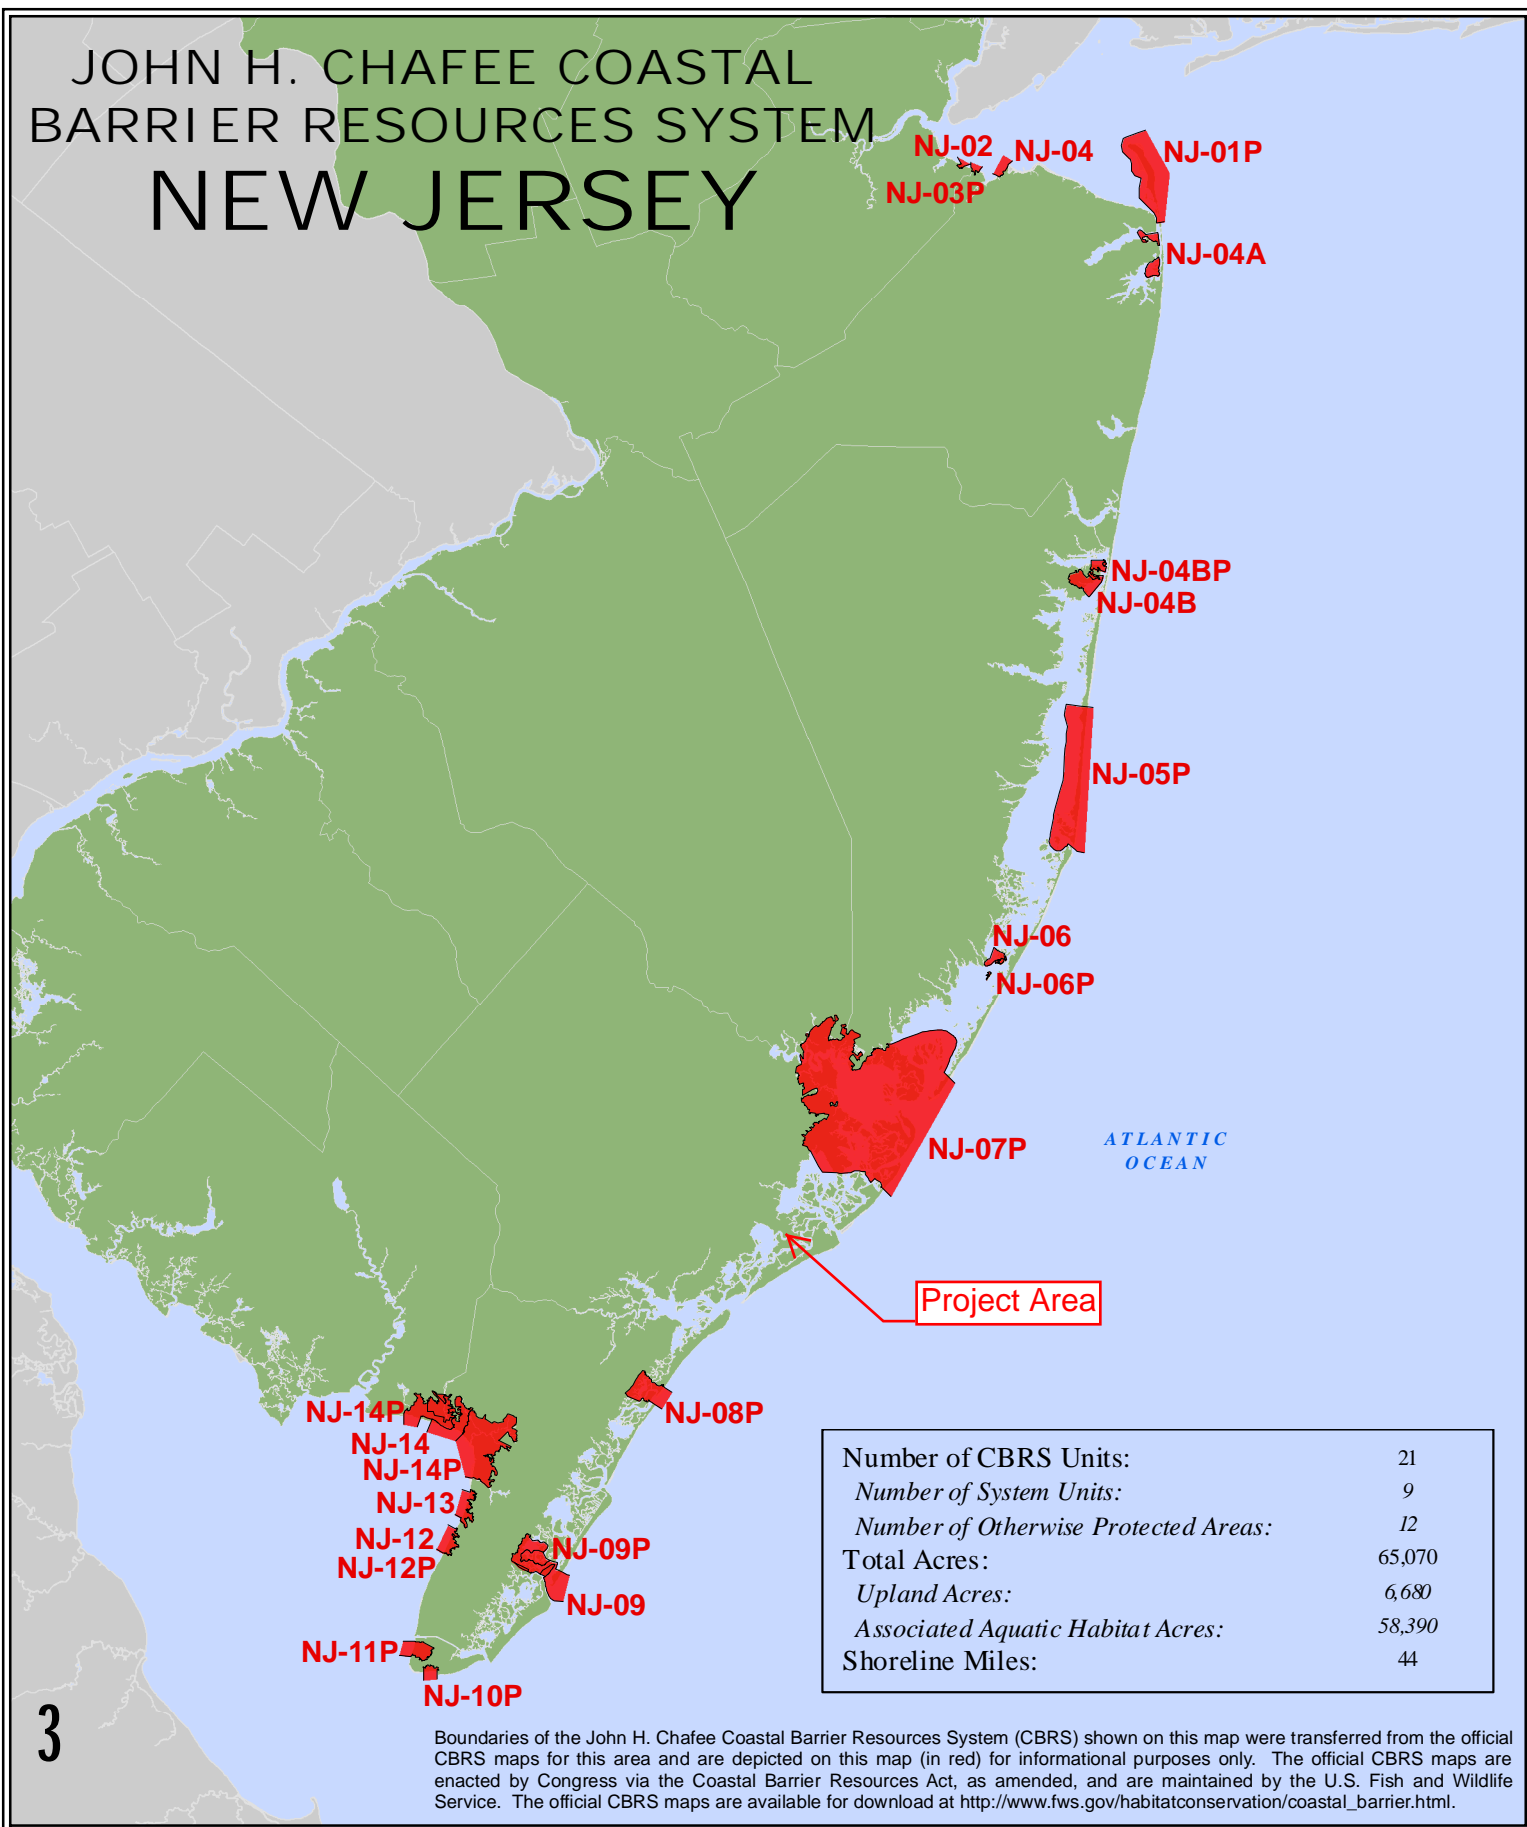 JOHN H. CHAFEE COASTAL
BARRIER RESOURCES SYSTEM
NEW JERSEY
NJ-02
NJ-04
NJ-01P
NJ-03P
NJ-04A
NJ-04BP
NJ-04B
NJ-05P
NJ-06
NJ-06P
NJ-07P
ATLANTIC
OCEAN
Project Area
NJ-08P
NJ-14P
NJ-14
NJ-14P
NJ-13
NJ-12
NJ-12P
NJ-09P
NJ-09
NJ-11P
NJ-10P
Number of CBRS Units: 21
Number of System Units: 9
Number of Otherwise Protected Areas: 12
Total Acres: 65,070
Upland Acres: 6,680
Associated Aquatic Habitat Acres: 58,390
Shoreline Miles: 44
3
Boundaries of the John H. Chafee Coastal Barrier Resources System (CBRS) shown on this map were transferred from the official
CBRS maps for this area and are depicted on this map (in red) for informational purposes only. The official CBRS maps are
enacted by Congress via the Coastal Barrier Resources Act, as amended, and are maintained by the U.S. Fish and Wildlife
Service. The official CBRS maps are available for download at http://www.fws.gov/habitatconservation/coastal_barrier.html.